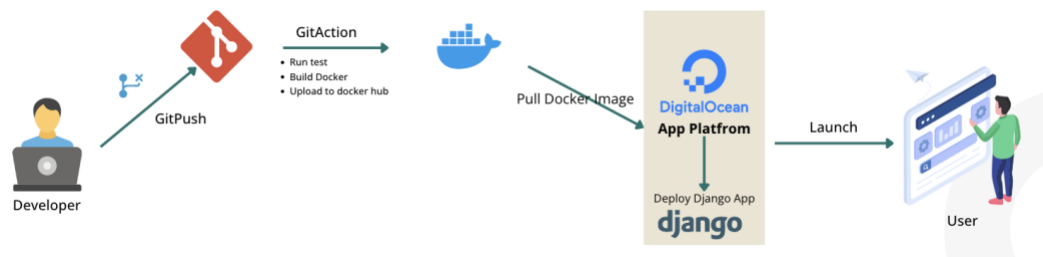 GitAction
• Run test
• Build Docker
• Upload to docker hub
GitPush
Developer
Pull Docker Image
DigitalOcean
App Platfrom
Deploy Django App
django
Launch
User